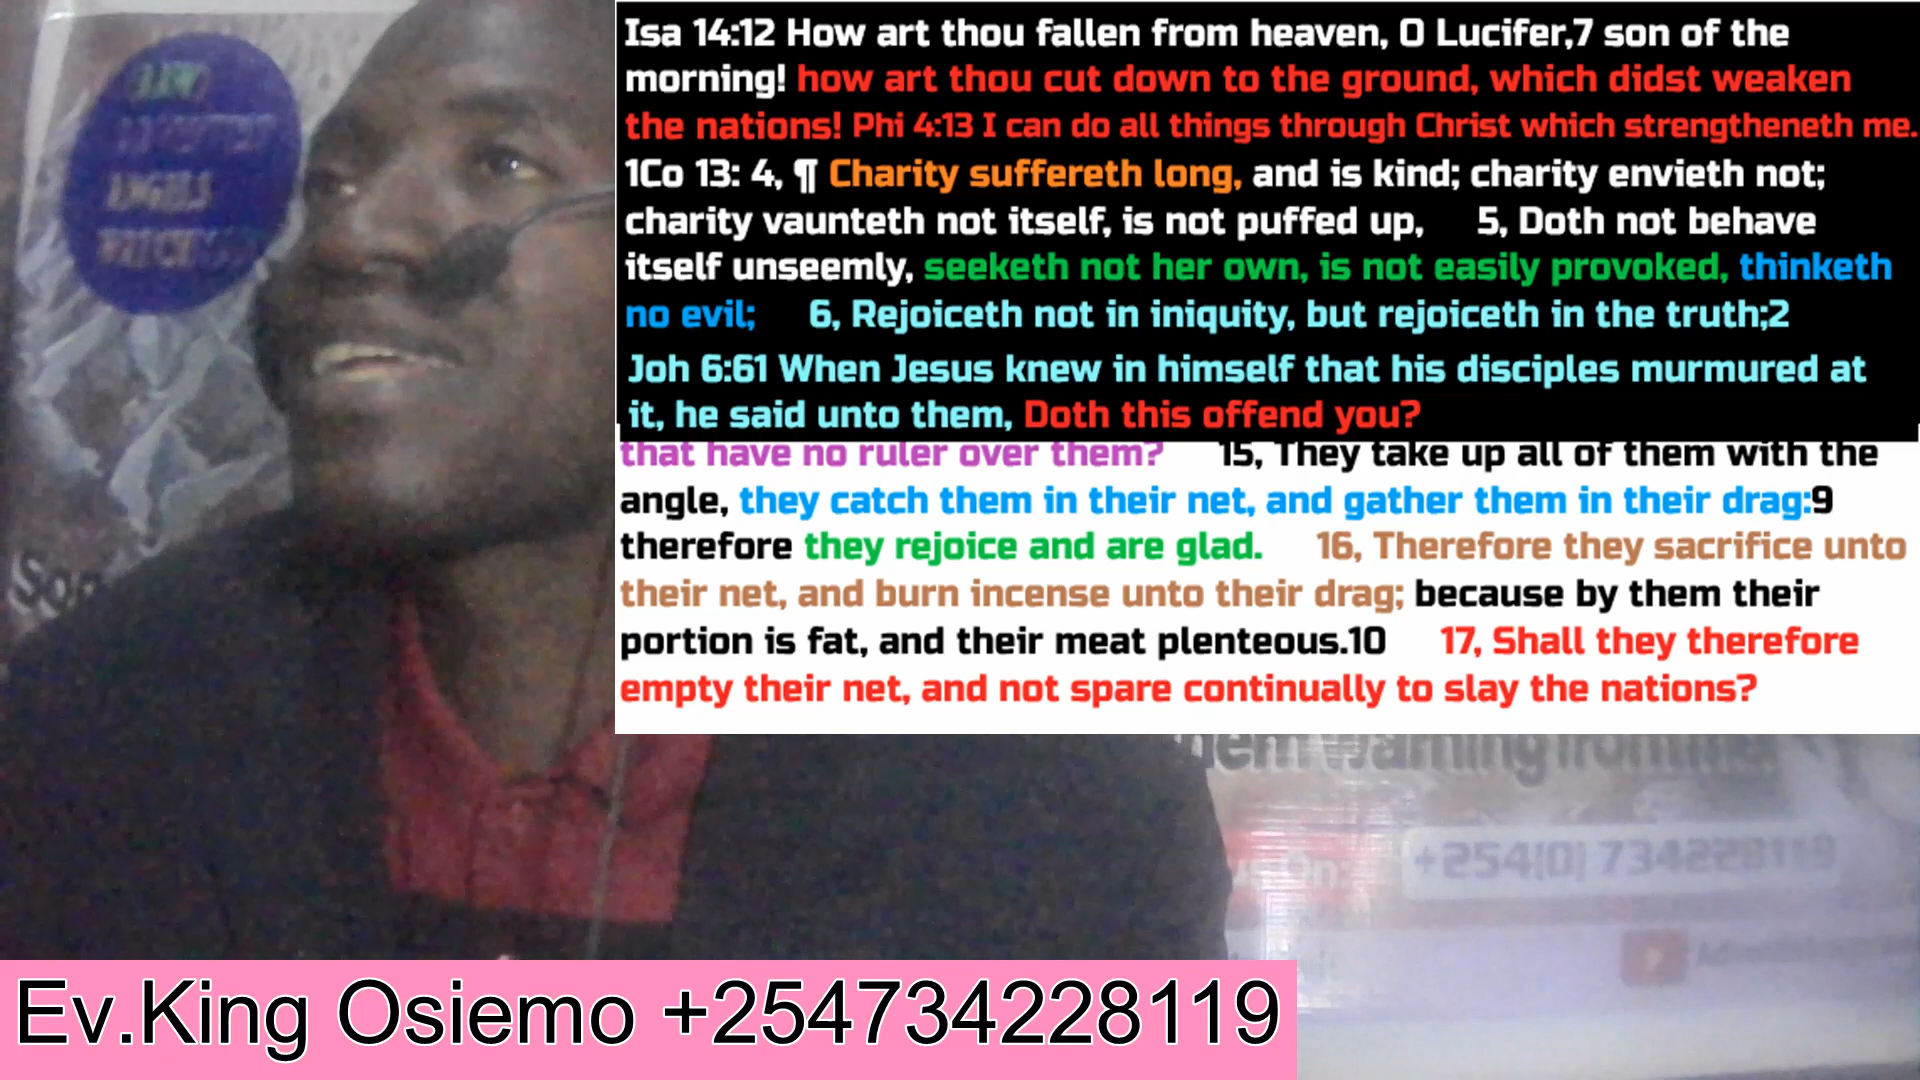 Isa 14:12 How art thou fallen from heaven, O Lucifer,7 son of the
morning! how art thou cut down to the ground, which didst weaken
the nations! Phi 4:13 I can do all things through Christ which strengtheneth me.
1Co 13: 4, ¶ Charity suffereth long, and is kind; charity envieth not;
charity vaunteth not itself, is not puffed up, 5, Doth not behave
itself unseemly, seeketh not her own, is not easily provoked, thinketh
no evil; 6, Rejoiceth not in iniquity, but rejoiceth in the truth;2
Joh 6:61 When Jesus knew in himself that his disciples murmured at
it, he said unto them, Doth this offend you?
that have no ruler over them? 15, They take up all of them with the
angle, they catch them in their net, and gather them in their drag:9
therefore they rejoice and are glad. 16, Therefore they sacrifice unto
their net, and burn incense unto their drag; because by them their
portion is fat, and their meat plenteous.10 17, Shall they therefore
empty their net, and not spare continually to slay the nations?
ANGELS
+254(0) 734228119
Ev.King Osiemo +254734228119